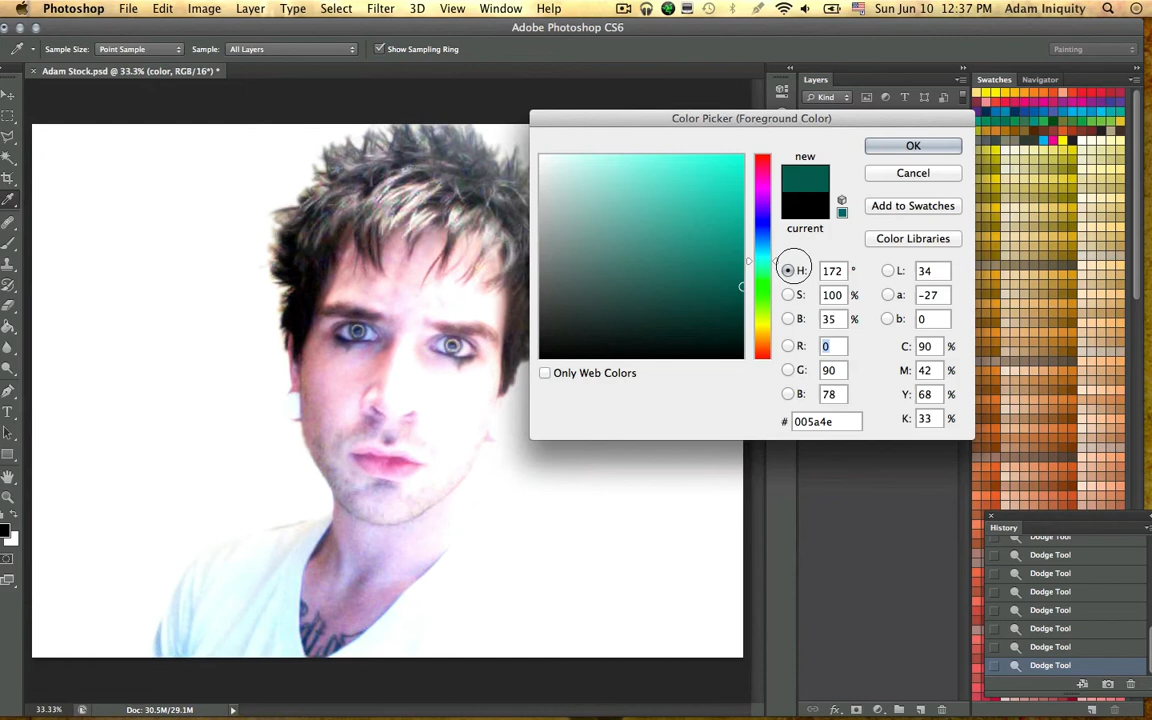 Photoshop File Edit Image Layer Type Select Filter 3D View Window Help Sun Jun 10 12:37 PM Adam Iniquity
Adobe Photoshop CS6
Sample Size: Point Sample Sample: All Layers Show Sampling Ring Painting
× Adam Stock.psd @ 33.3% (color, RGB/16*) *
Layers
Swatches Navigator
Kind
Color Picker (Foreground Color)
new
current
OK
Cancel
Add to Swatches
Color Libraries
H: 172 ° L: 34
S: 100 % a: -27
B: 35 % b: 0
R: 0 C: 90 %
G: 90 M: 42 %
B: 78 Y: 68 %
# 005a4e K: 33 %
Only Web Colors
History
Dodge Tool
Dodge Tool
Dodge Tool
Dodge Tool
Dodge Tool
Dodge Tool
Dodge Tool
Dodge Tool
33.33% Doc: 30.5M/29.1M
fx